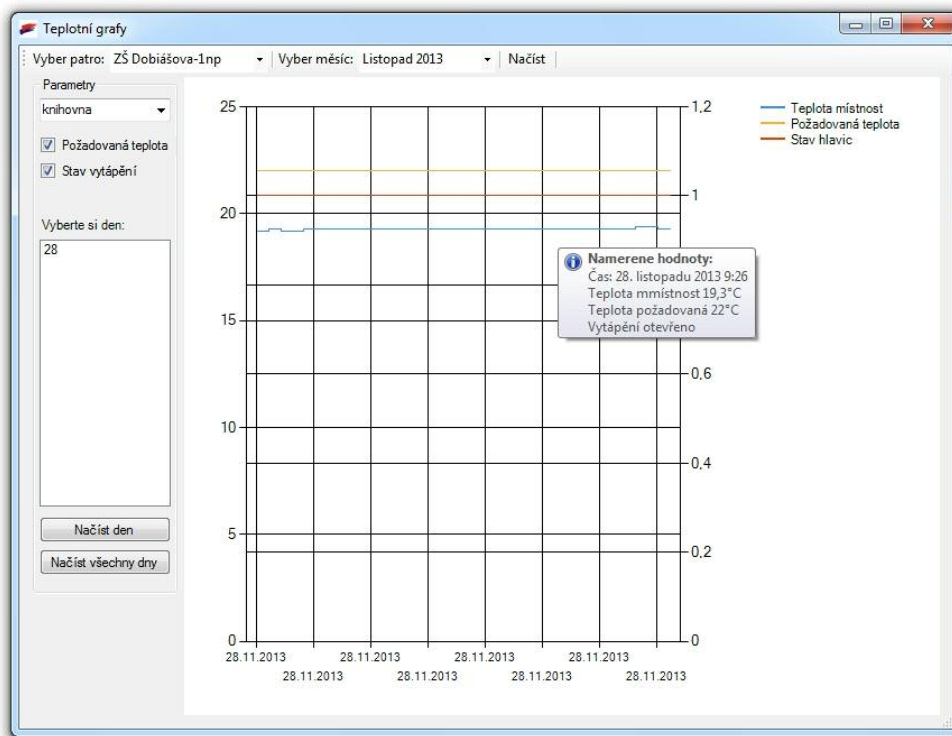 Teplotní grafy
Vyber patro: ZŠ Dobiášova-1np Vyber měsíc: Listopad 2013 Načíst
Parametry
knihovna
Požadovaná teplota
Stav vytápění
Vyberte si den:
28
Načíst den
Načíst všechny dny
25
20
15
10
5
0
1,2
1
0,6
0,4
0,2
0
28.11.2013 28.11.2013 28.11.2013 28.11.2013
28.11.2013 28.11.2013 28.11.2013 28.11.2013
Teplota místnost
Požadovaná teplota
Stav hlavic
Namerene hodnoty:
Čas: 28. listopadu 2013 9:26
Teplota mmístnost 19,3°C
Teplota požadovaná 22°C
Vytápění otevřeno